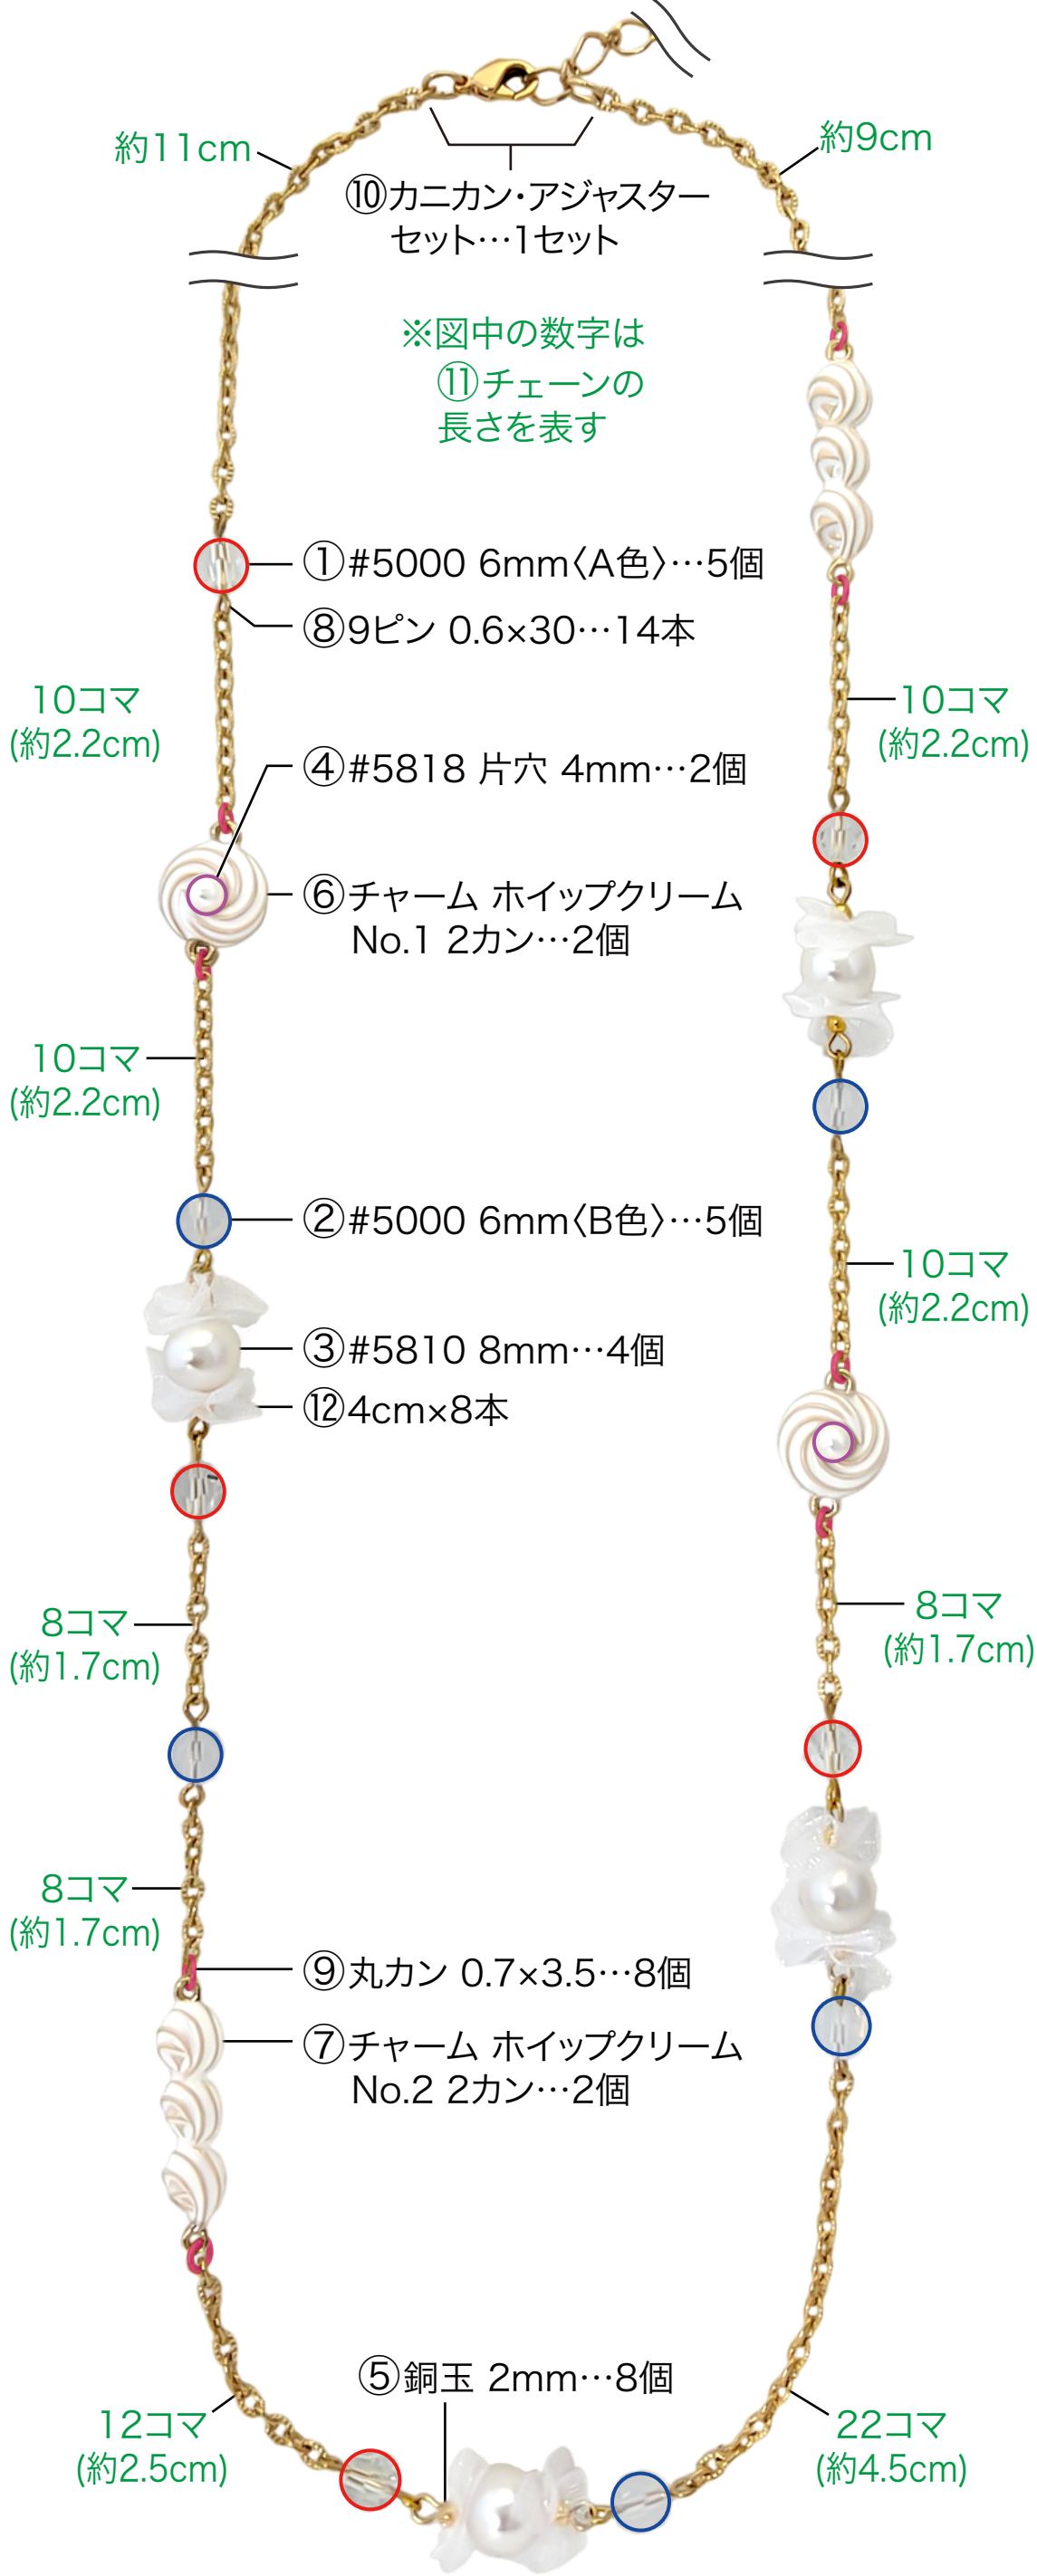 約11cm
約9cm
⑩カニカン・アジャスター
セット…1セット
※図中の数字は
⑪チェーンの
長さを表す
①#5000 6mm〈A色〉…5個
⑧9ピン 0.6×30…14本
10コマ
(約2.2cm)
10コマ
(約2.2cm)
④#5818 片穴 4mm…2個
⑥チャーム ホイップクリーム
No.1 2カン…2個
10コマ
(約2.2cm)
②#5000 6mm〈B色〉…5個
10コマ
(約2.2cm)
③#5810 8mm…4個
⑫4cm×8本
8コマ
(約1.7cm)
8コマ
(約1.7cm)
8コマ
(約1.7cm)
⑨丸カン 0.7×3.5…8個
⑦チャーム ホイップクリーム
No.2 2カン…2個
⑤銅玉 2mm…8個
12コマ
(約2.5cm)
22コマ
(約4.5cm)